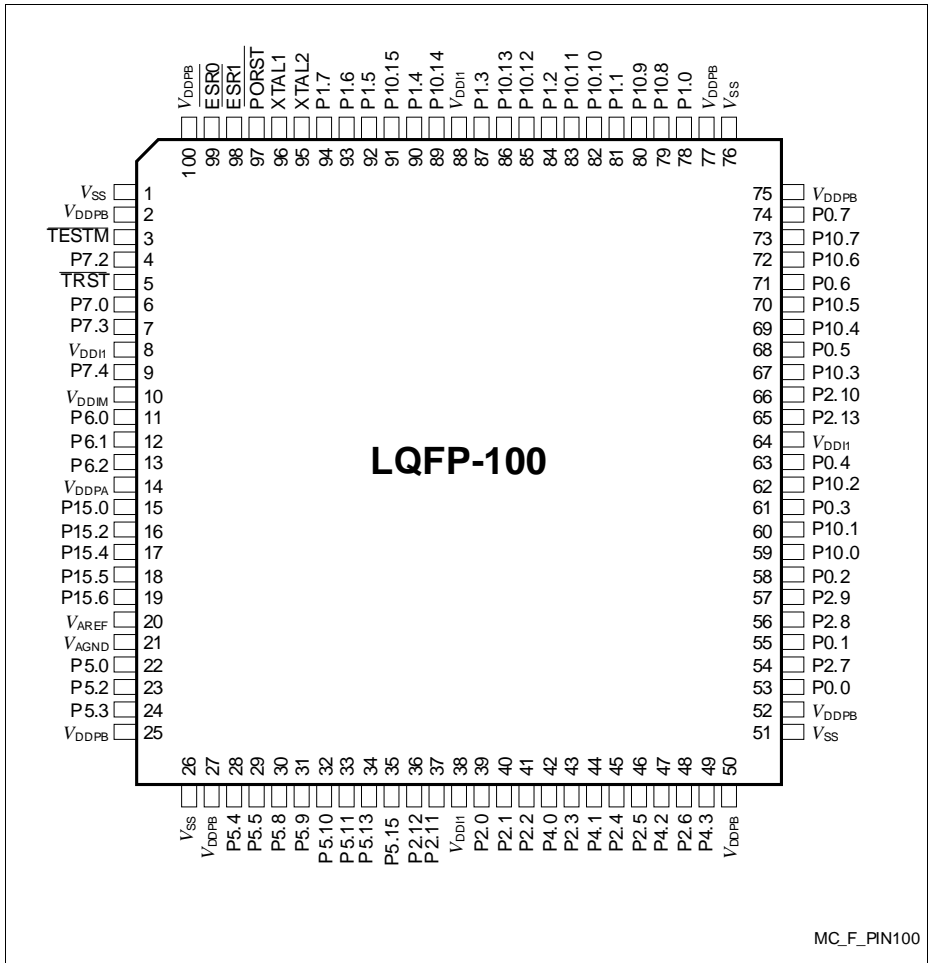 VDDPB
ESR0
ESR1
PORST
XTAL1
XTAL2
P1.7
P1.6
P1.5
P10.15
P1.4
P10.14
VDDI1
P1.3
P10.13
P10.12
P1.2
P10.11
P10.10
P1.1
P10.9
P10.8
P1.0
VDDPB
VSS
100 99 98 97 96 95 94 93 92 91 90 89 88 87 86 85 84 83 82 81 80 79 78 77 76
VSS 1
VDDPB 2
TESTM 3
P7.2 4
TRST 5
P7.0 6
P7.3 7
VDDI1 8
P7.4 9
VDDIM 10
P6.0 11
P6.1 12
P6.2 13
VDDPA 14
P15.0 15
P15.2 16
P15.4 17
P15.5 18
P15.6 19
VAREF 20
VAGND 21
P5.0 22
P5.2 23
P5.3 24
VDDPB 25
LQFP-100
75 VDDPB
74 P0.7
73 P10.7
72 P10.6
71 P0.6
70 P10.5
69 P10.4
68 P0.5
67 P10.3
66 P2.10
65 P2.13
64 VDDI1
63 P0.4
62 P10.2
61 P0.3
60 P10.1
59 P10.0
58 P0.2
57 P2.9
56 P2.8
55 P0.1
54 P2.7
53 P0.0
52 VDDPB
51 VSS
26 27 28 29 30 31 32 33 34 35 36 37 38 39 40 41 42 43 44 45 46 47 48 49 50
VSS
VDDPB
P5.4
P5.5
P5.8
P5.9
P5.10
P5.11
P5.13
P5.15
P2.12
P2.11
VDDI1
P2.0
P2.1
P2.2
P4.0
P2.3
P4.1
P2.4
P2.5
P4.2
P2.6
P4.3
VDDPB
MC_F_PIN100